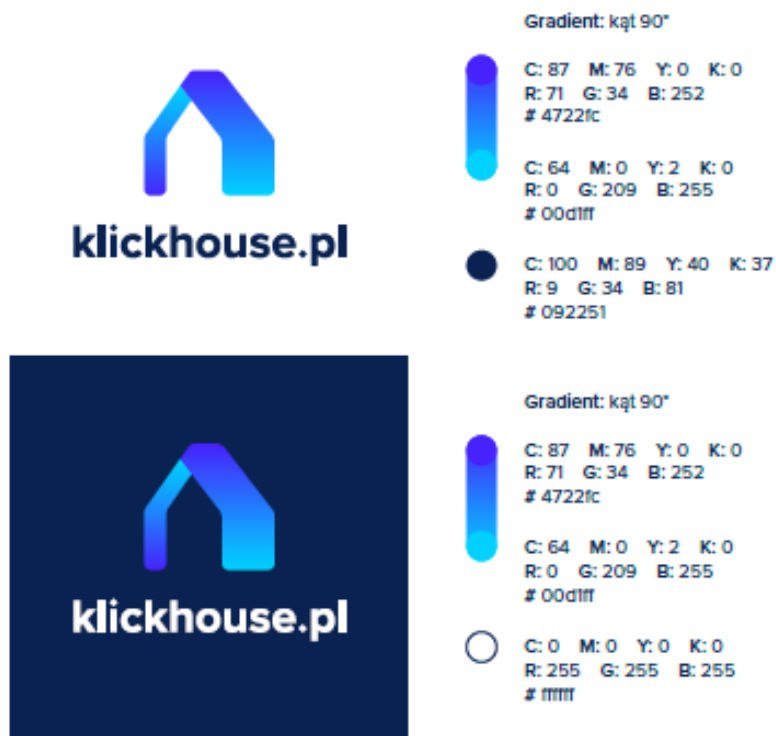 klickhouse.pl
Gradient: kąt 90°
C: 87 M: 76 Y: 0 K: 0
R: 71 G: 34 B: 252
# 4722fc
C: 64 M: 0 Y: 2 K: 0
R: 0 G: 209 B: 255
# 00d1ff
C: 100 M: 89 Y: 40 K: 37
R: 9 G: 34 B: 81
# 092251
klickhouse.pl
Gradient: kąt 90°
C: 87 M: 76 Y: 0 K: 0
R: 71 G: 34 B: 252
# 4722fc
C: 64 M: 0 Y: 2 K: 0
R: 0 G: 209 B: 255
# 00d1ff
C: 0 M: 0 Y: 0 K: 0
R: 255 G: 255 B: 255
# ffffff